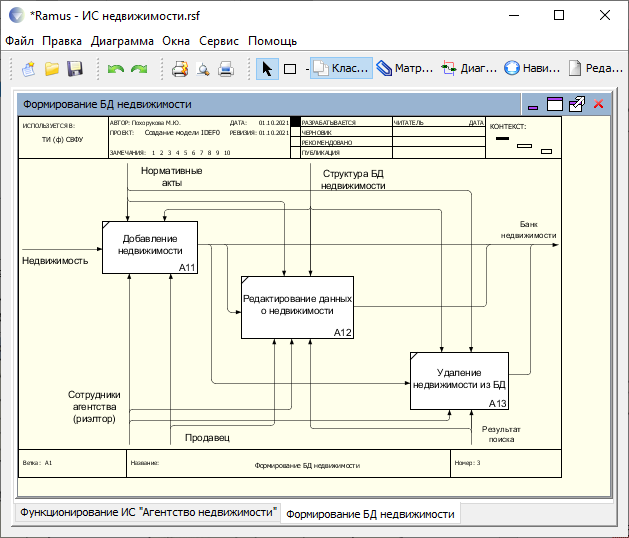 *Ramus - ИС недвижимости.rsf
Файл Правка Диаграмма Окна Сервис Помощь
Клас... Матр... Диаг... Нави... Реда...
Формирование БД недвижимости
ИСПОЛЬЗУЕТСЯ В:
ТИ (ф) СВФУ
АВТОР: Похорукова М.Ю. ДАТА: 01.10.2021
ПРОЕКТ: Создание модели IDEF0 РЕВИЗИЯ: 01.10.2021
ЗАМЕЧАНИЯ: 1 2 3 4 5 6 7 8 9 10
РАЗРАБАТЫВАЕТСЯ
ЧЕРНОВИК
РЕКОМЕНДОВАНО
ПУБЛИКАЦИЯ
ЧИТАТЕЛЬ ДАТА
КОНТЕКСТ:
Нормативные
акты
Структура БД
недвижимости
Банк
недвижимости
Недвижимость
Добавление
недвижимости
A11
Редактирование данных
о недвижимости
A12
Удаление
недвижимости из БД
A13
Сотрудники
агентства
(риэлтор)
Продавец
Результат
поиска
Ветка: A1
Название: Формирование БД недвижимости
Номер: 3
Функционирование ИС "Агентство недвижимости"
Формирование БД недвижимости